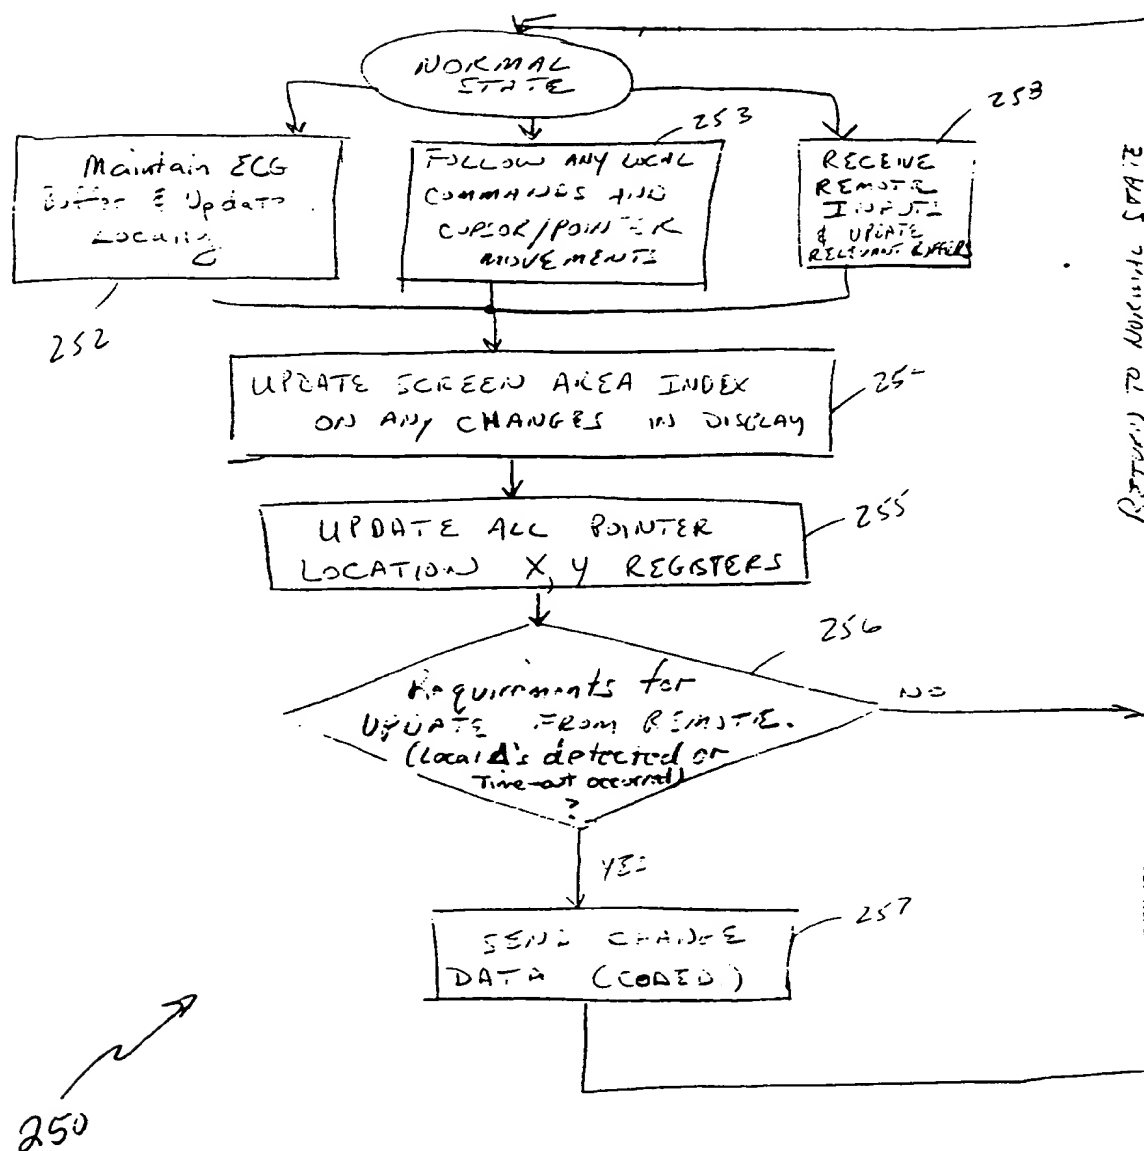 NORMAL
STATE
253
253
Maintain ECG
Buffer & Update
Locally
FOLLOW ANY LOCAL
COMMANDS AND
CURSOR/POINTER
MOVEMENTS
RECEIVE
REMOTE
INPUTS
& UPDATE
RELEVANT BUFFERS
252
RETURN TO NORMAL STATE
UPDATE SCREEN AREA INDEX
ON ANY CHANGES IN DISPLAY
UPDATE ALL POINTER
LOCATION X, Y REGISTERS
255
256
Requirements for
UPDATE FROM REMOTE.
(Local Δ's detected or
Time-out occurred)
?
NO
YES
SEND CHANGE
DATA (CODED)
257
250